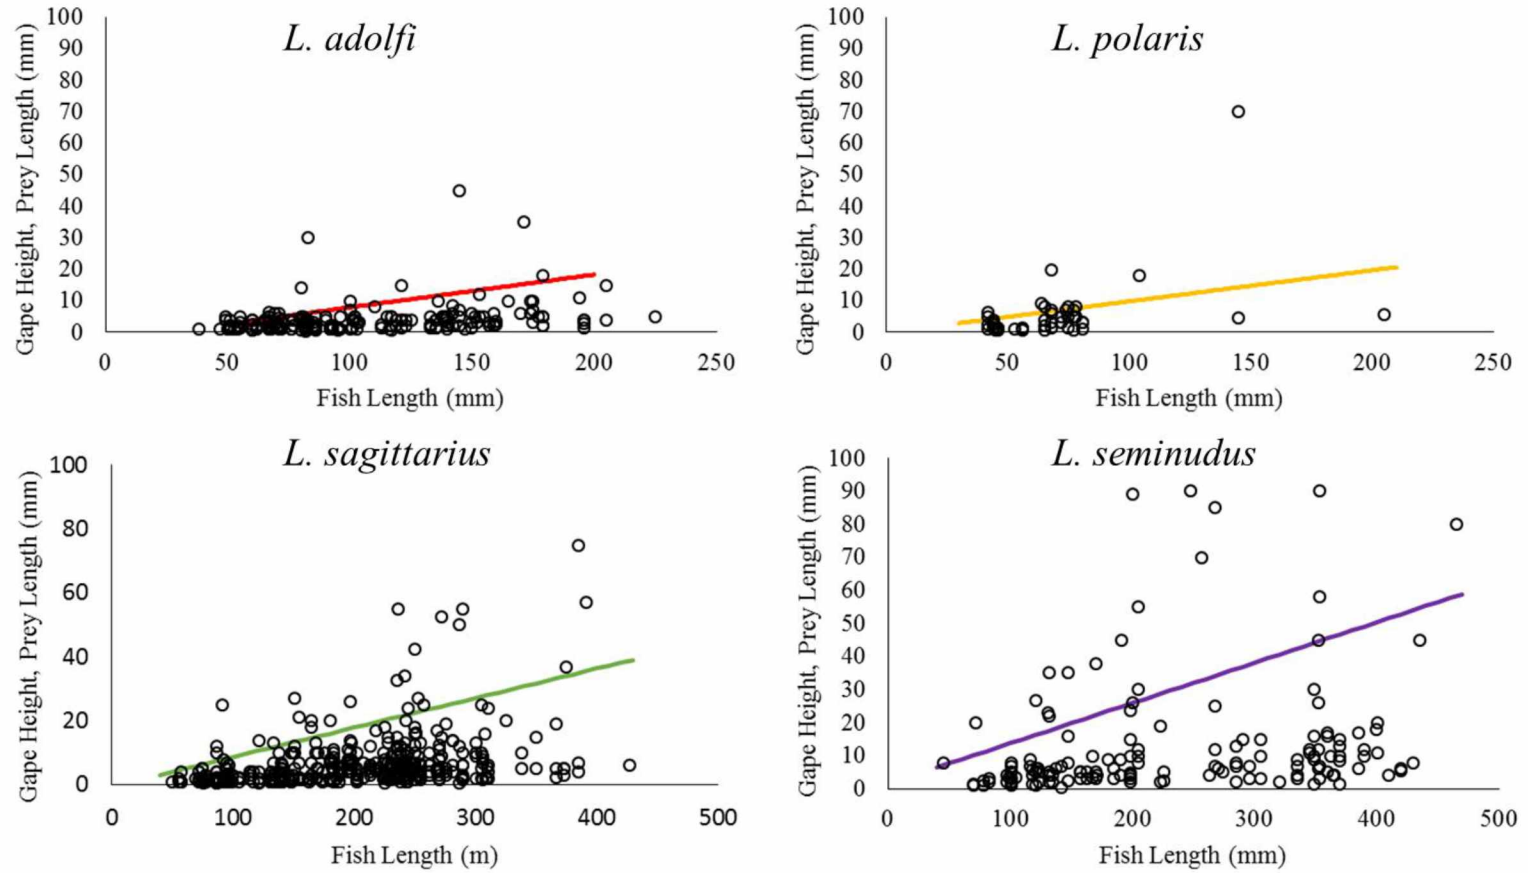 L. adolfi
Gape Height, Prey Length (mm)
100
90
80
70
60
50
40
30
20
10
0
0 50 100 150 200 250
Fish Length (mm)
L. polaris
Gape Height, Prey Length (mm)
100
90
80
70
60
50
40
30
20
10
0
0 50 100 150 200 250
Fish Length (mm)
L. sagittarius
Gape Height, Prey Length (mm)
100
80
60
40
20
0
0 100 200 300 400 500
Fish Length (m)
L. seminudus
Gape Height, Prey Length (mm)
100
90
80
70
60
50
40
30
20
10
0
0 100 200 300 400 500
Fish Length (mm)